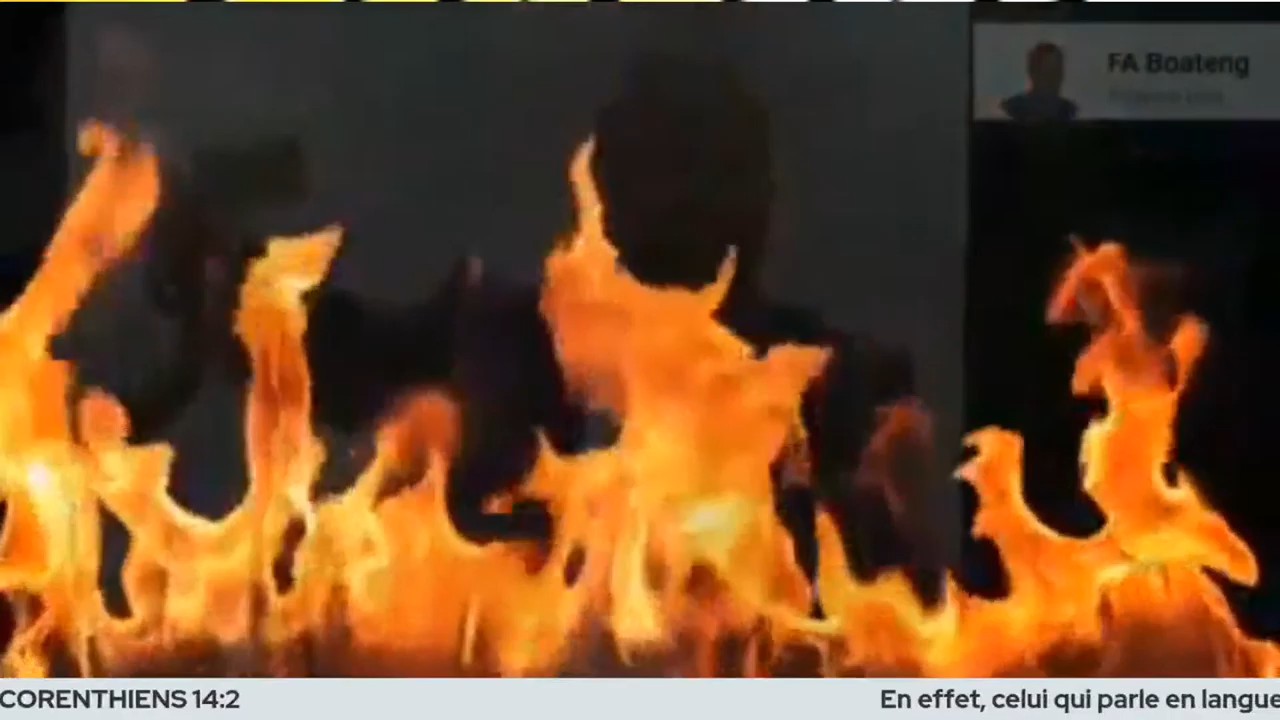 FA Boateng
CORENTHIENS 14:2
En effet, celui qui parle en langue